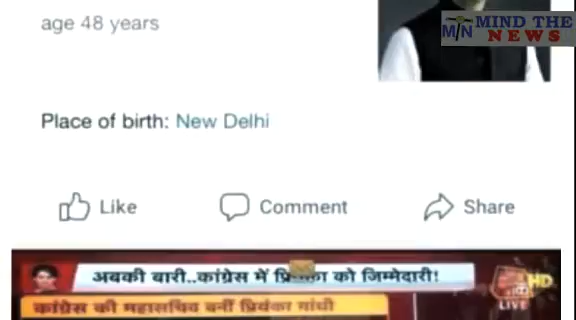 age 48 years
MIND THE
NEWS
Place of birth: New Delhi
Like
Comment
Share
अबकी बारी..कांग्रेस में को जिम्मेदारी!
HD
कांग्रेस की महासचिव बनीं प्रियंका गांधी
LIVE